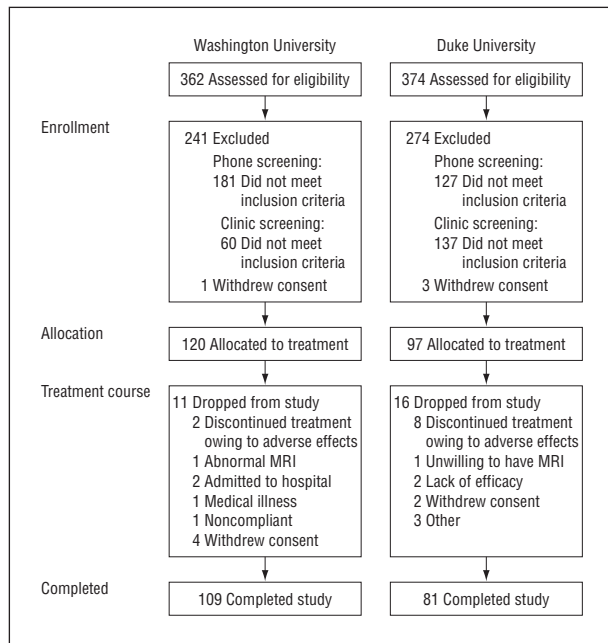 Washington University
Duke University
362 Assessed for eligibility
374 Assessed for eligibility
Enrollment
241 Excluded
Phone screening:
181 Did not meet
inclusion criteria
Clinic screening:
60 Did not meet
inclusion criteria
1 Withdrew consent
274 Excluded
Phone screening:
127 Did not meet
inclusion criteria
Clinic screening:
137 Did not meet
inclusion criteria
3 Withdrew consent
Allocation
120 Allocated to treatment
97 Allocated to treatment
Treatment course
11 Dropped from study
2 Discontinued treatment
owing to adverse effects
1 Abnormal MRI
2 Admitted to hospital
1 Medical illness
1 Noncompliant
4 Withdrew consent
16 Dropped from study
8 Discontinued treatment
owing to adverse effects
1 Unwilling to have MRI
2 Lack of efficacy
2 Withdrew consent
3 Other
Completed
109 Completed study
81 Completed study